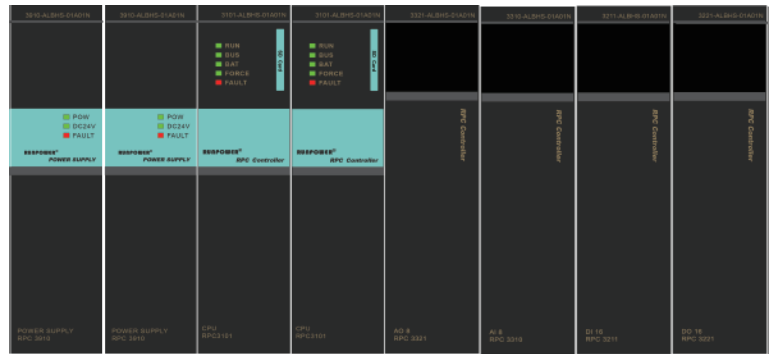 3910-ALBHS-01A01N
POW
DC24V
FAULT
POWER SUPPLY
POWER SUPPLY
RPC 3910
3910-ALBHS-01A01N
POW
DC24V
FAULT
POWER SUPPLY
POWER SUPPLY
RPC 3910
3101-ALBHS-01A01N
RUN
BUS
BAT
FORCE
FAULT
SD Card
RPC Controller
CPU
RPC3101
3101-ALBHS-01A01N
RUN
BUS
BAT
FORCE
FAULT
SD Card
RPC Controller
CPU
RPC3101
3321-ALBHS-01A01N
RPC Controller
AO 8
RPC 3321
3310-ALBHS-01A01N
RPC Controller
AI 8
RPC 3310
3211-ALBHS-01A01N
RPC Controller
DI 16
RPC 3211
3221-ALBHS-01A01N
RPC Controller
DO 16
RPC 3221